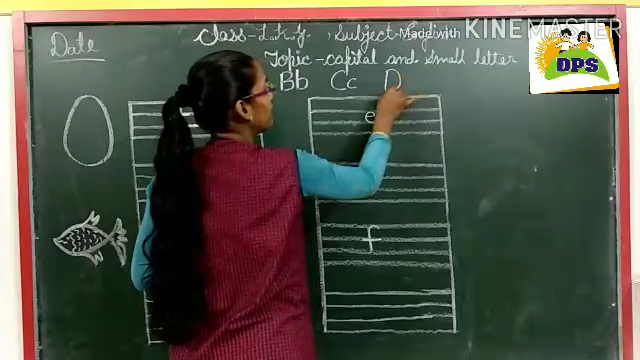 Date
Class- , Subject-
Made with KINEMASTER
Topic-capital and small letter
Bb Cc D
DPS
e
f